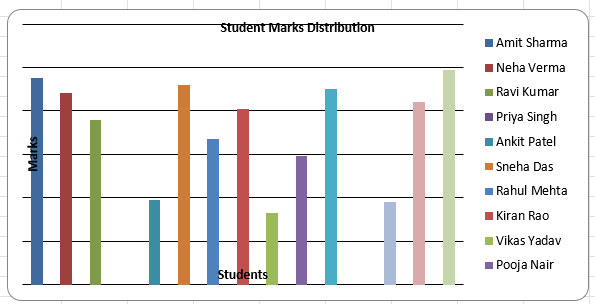 Student Marks Distribution
Marks
Students
Amit Sharma
Neha Verma
Ravi Kumar
Priya Singh
Ankit Patel
Sneha Das
Rahul Mehta
Kiran Rao
Vikas Yadav
Pooja Nair